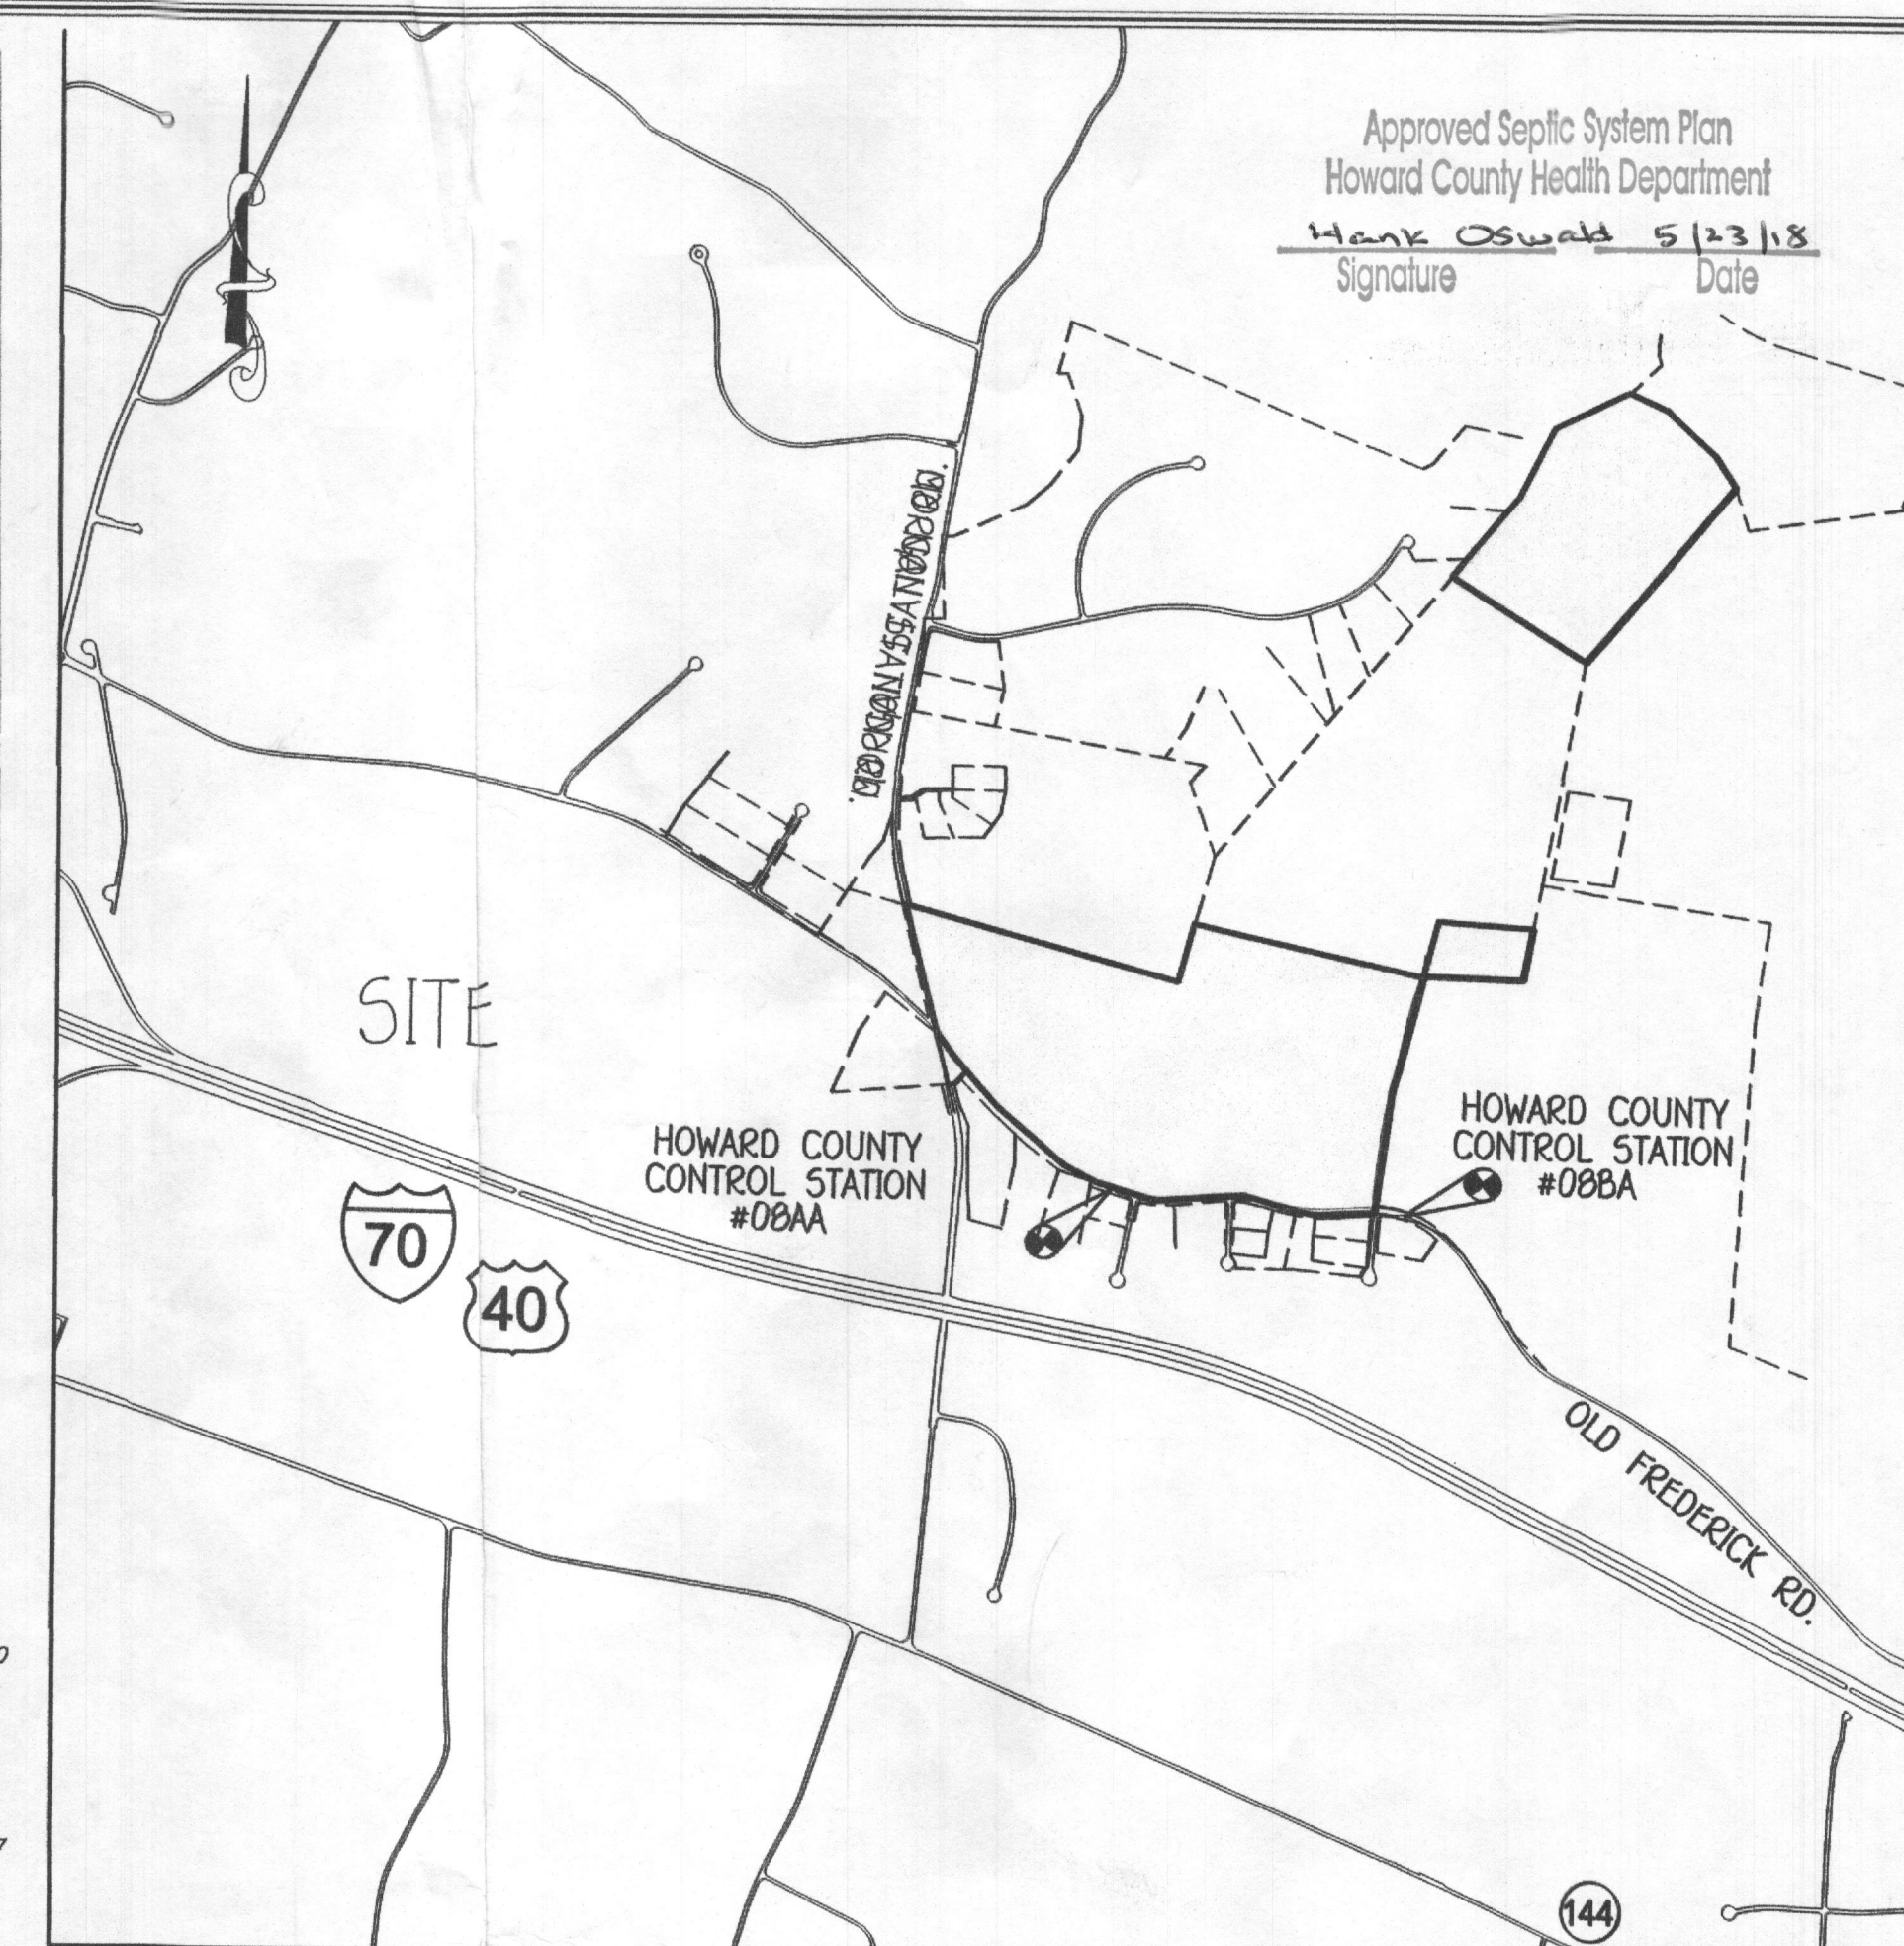 Approved Septic System Plan
Howard County Health Department
Hank Oswald 5/23/18
Signature Date
SITE
HOWARD COUNTY
CONTROL STATION
#08AA
HOWARD COUNTY
CONTROL STATION
#08BA
70
40
OLD FREDERICK RD.
144